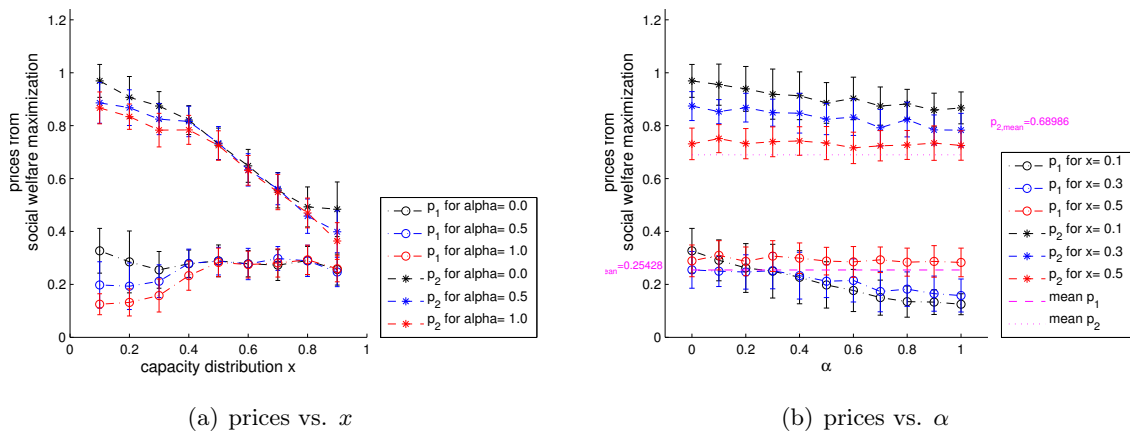 prices from
social welfare maximization
1.2
1
0.8
0.6
0.4
0.2
0
0 0.2 0.4 0.6 0.8 1
capacity distribution x
p1 for alpha= 0.0
p1 for alpha= 0.5
p1 for alpha= 1.0
p2 for alpha= 0.0
p2 for alpha= 0.5
p2 for alpha= 1.0
(a) prices vs. x
prices from
social welfare maximization
1.2
1
0.8
0.6
0.4
0.2
0
0 0.2 0.4 0.6 0.8 1
α
p2,mean=0.68986
ean=0.25428
p1 for x= 0.1
p1 for x= 0.3
p1 for x= 0.5
p2 for x= 0.1
p2 for x= 0.3
p2 for x= 0.5
mean p1
mean p2
(b) prices vs. α